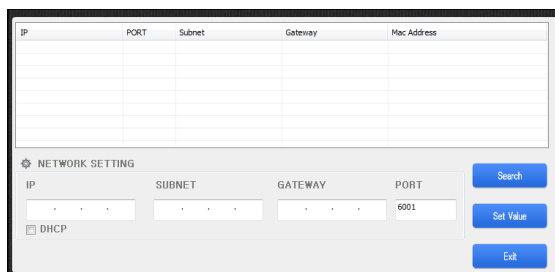 IP PORT Subnet Gateway Mac Address
NETWORK SETTING
IP SUBNET GATEWAY PORT
. . . . . . . . . 6001
DHCP
Search
Set Value
Exit